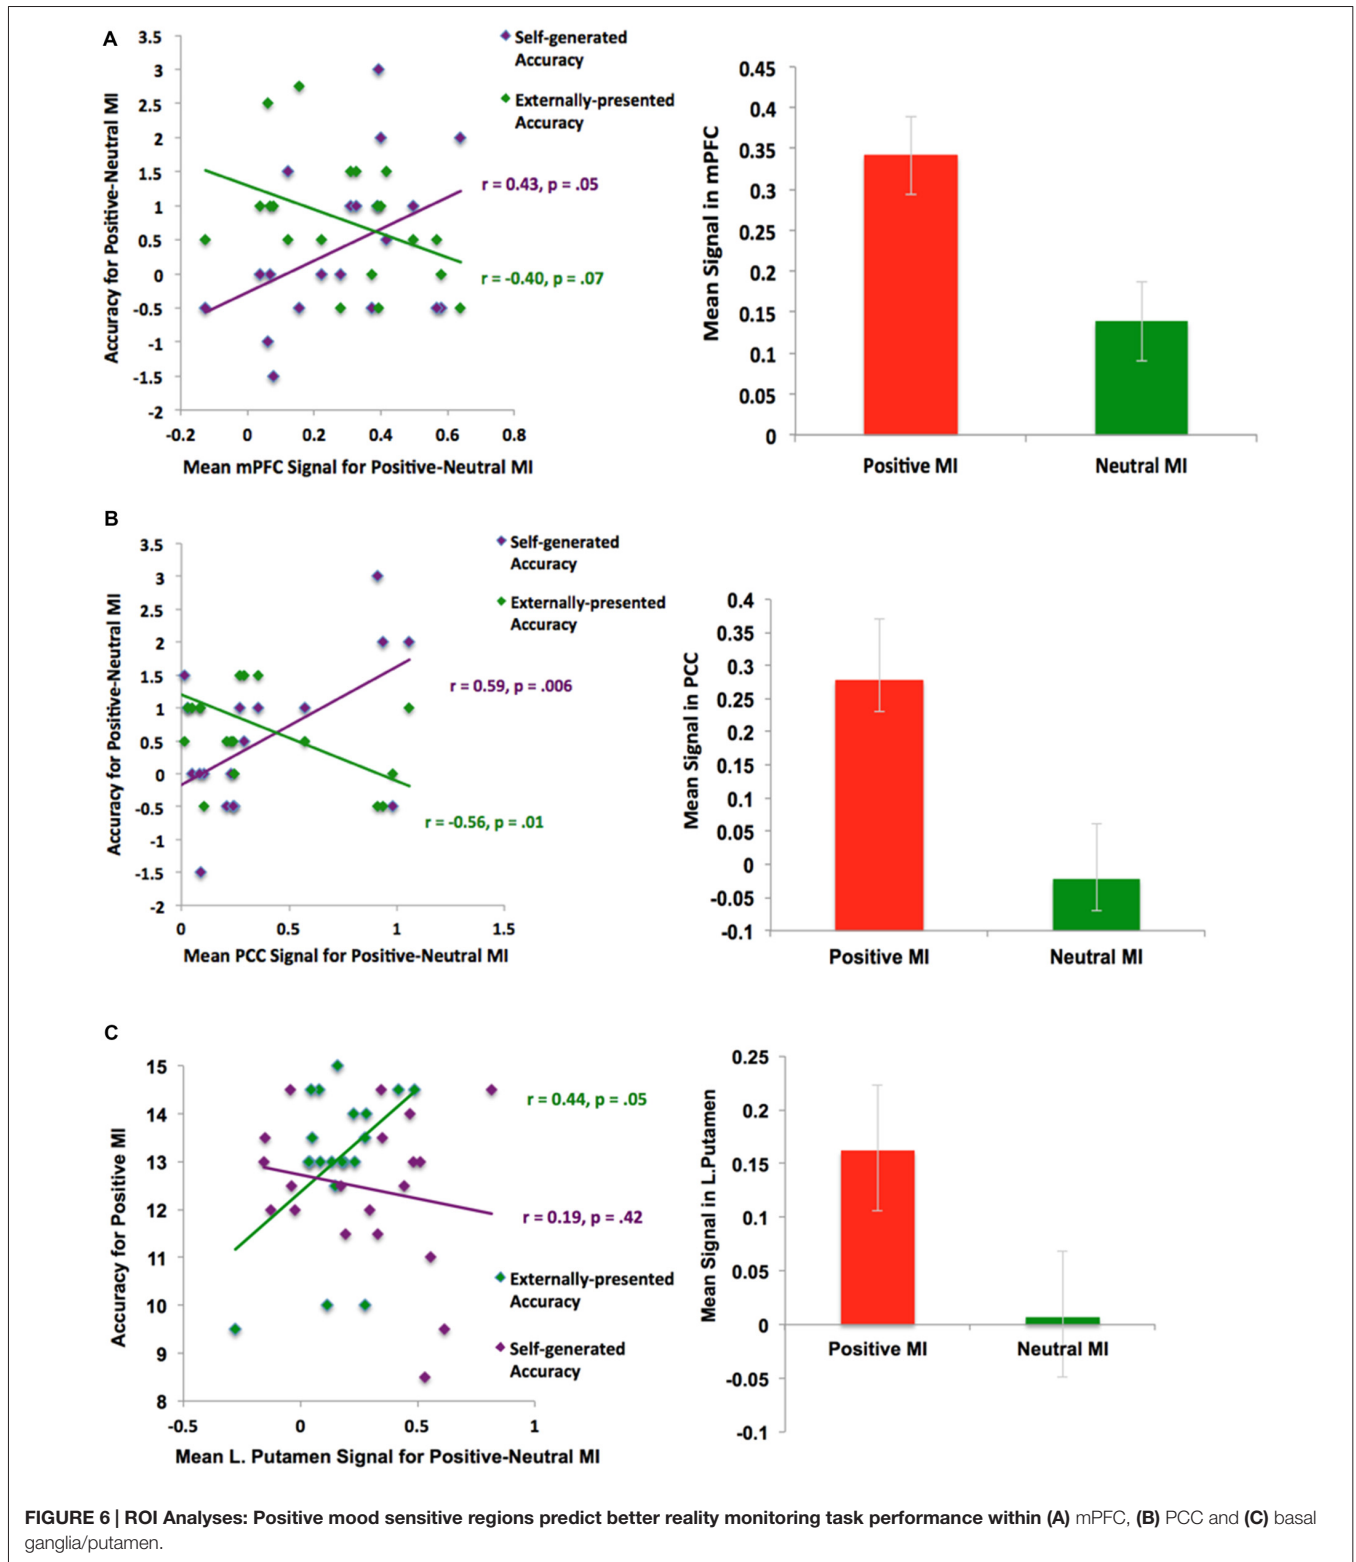 A
3.5
3
2.5
2
1.5
1
0.5
0
-0.5
-1
-1.5
-2
-0.2 0 0.2 0.4 0.6 0.8
Accuracy for Positive-Neutral MI
Mean mPFC Signal for Positive-Neutral MI
Self-generated
Accuracy
Externally-presented
Accuracy
r = 0.43, p = .05
r = -0.40, p = .07
0.45
0.4
0.35
0.3
0.25
0.2
0.15
0.1
0.05
0
Mean Signal in mPFC
Positive MI Neutral MI
B
3.5
3
2.5
2
1.5
1
0.5
0
-0.5
-1
-1.5
-2
0 0.5 1 1.5
Accuracy for Positive-Neutral MI
Mean PCC Signal for Positive-Neutral MI
Self-generated
Accuracy
Externally-presented
Accuracy
r = 0.59, p = .006
r = -0.56, p = .01
0.4
0.35
0.3
0.25
0.2
0.15
0.1
0.05
0
-0.05
-0.1
Mean Signal in PCC
Positive MI Neutral MI
C
15
14
13
12
11
10
9
8
-0.5 0 0.5 1
Accuracy for Positive MI
Mean L. Putamen Signal for Positive-Neutral MI
r = 0.44, p = .05
r = 0.19, p = .42
Externally-presented
Accuracy
Self-generated
Accuracy
0.25
0.2
0.15
0.1
0.05
0
-0.05
-0.1
Mean Signal in L.Putamen
Positive MI Neutral MI
FIGURE 6 | ROI Analyses: Positive mood sensitive regions predict better reality monitoring task performance within (A) mPFC, (B) PCC and (C) basal
ganglia/putamen.